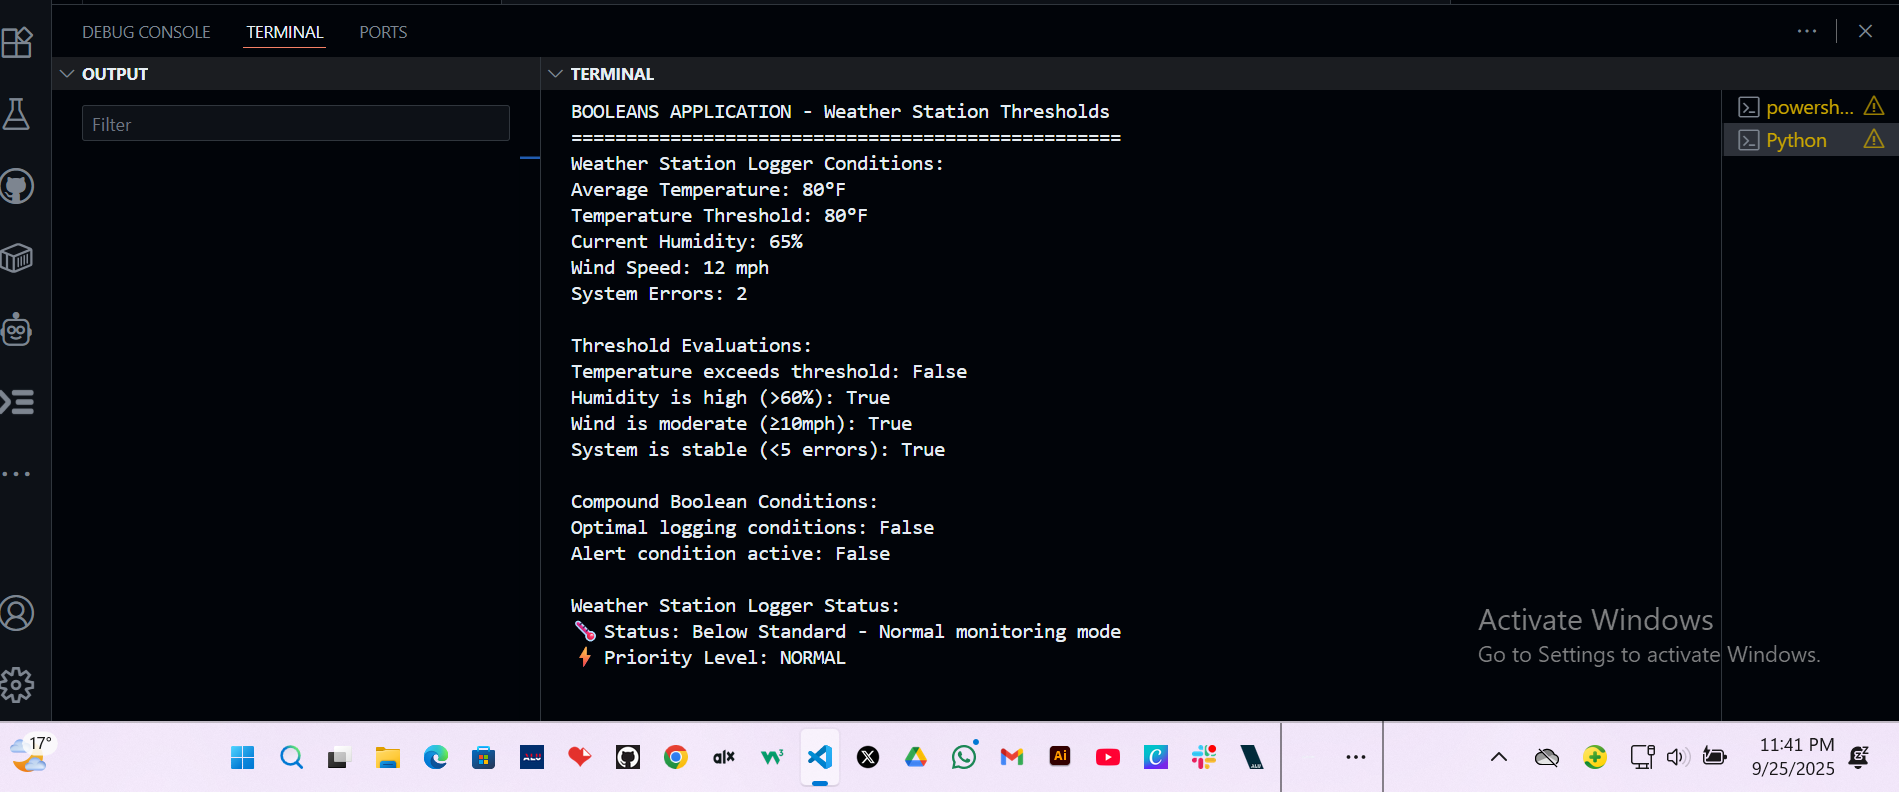 DEBUG CONSOLE
TERMINAL
PORTS
OUTPUT
Filter
TERMINAL
BOOLEANS APPLICATION - Weather Station Thresholds
==================================================
Weather Station Logger Conditions:
Average Temperature: 80°F
Temperature Threshold: 80°F
Current Humidity: 65%
Wind Speed: 12 mph
System Errors: 2
Threshold Evaluations:
Temperature exceeds threshold: False
Humidity is high (>60%): True
Wind is moderate (≥10mph): True
System is stable (<5 errors): True
Compound Boolean Conditions:
Optimal logging conditions: False
Alert condition active: False
Weather Station Logger Status:
🌡️ Status: Below Standard - Normal monitoring mode
⚡ Priority Level: NORMAL
powersh...
Python
Activate Windows
Go to Settings to activate Windows.
17°
ALU
alx
w3
X
Ai
C
ALU
11:41 PM
9/25/2025